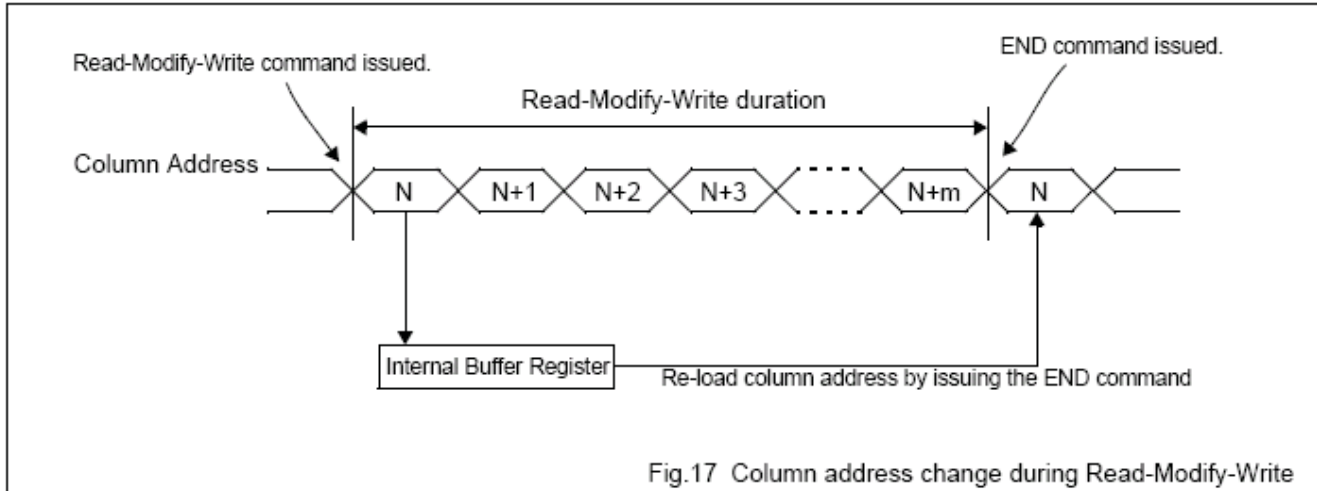 END command issued.
Read-Modify-Write command issued.
Read-Modify-Write duration
Column Address
N N+1 N+2 N+3 N+m N
Internal Buffer Register
Re-load column address by issuing the END command
Fig.17 Column address change during Read-Modify-Write